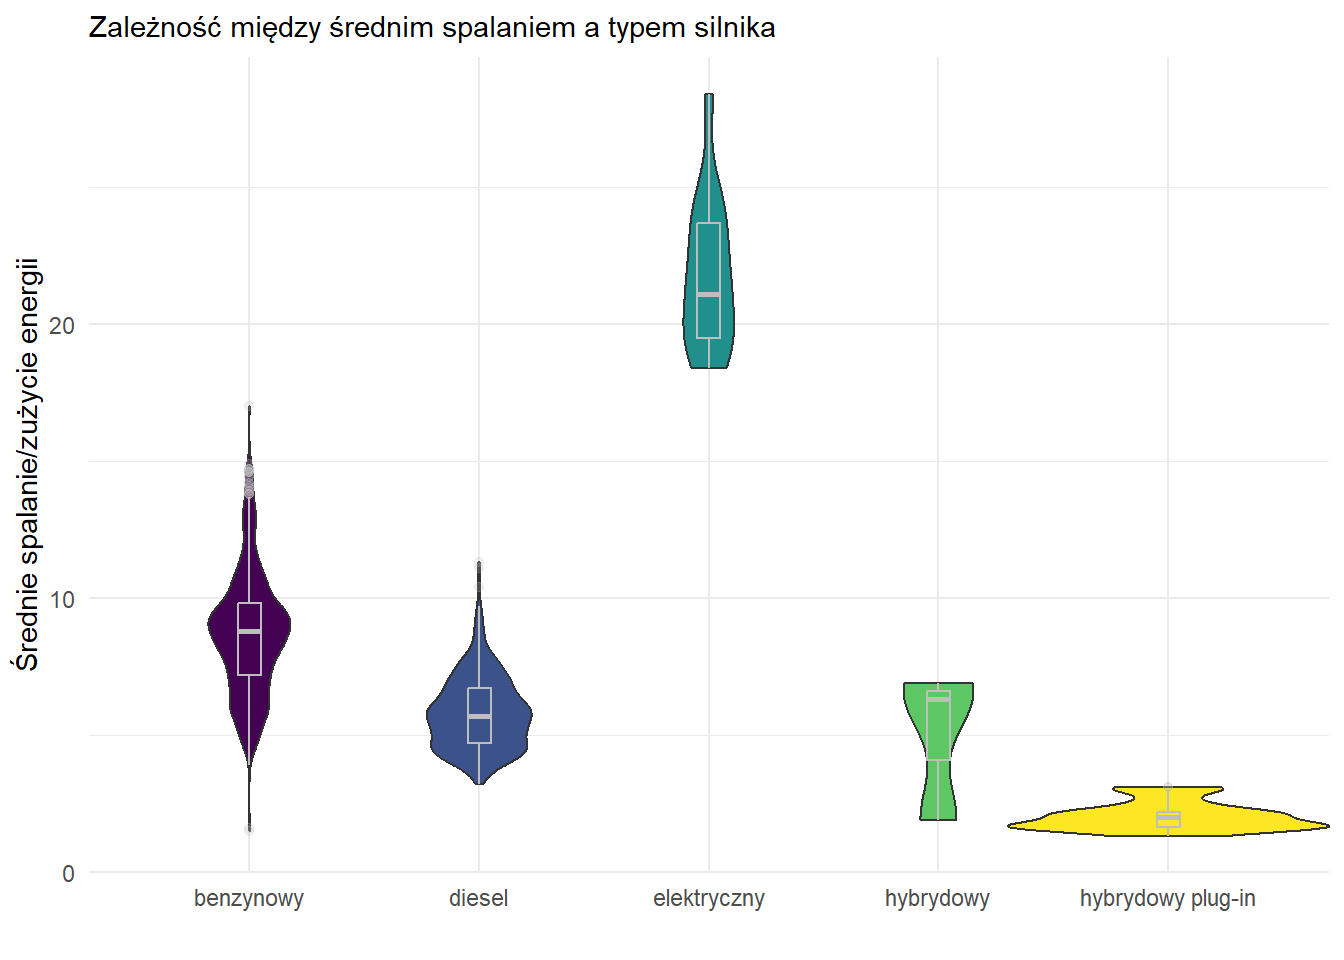 Zależność między średnim spalaniem a typem silnika
Średnie spalanie/zużycie energii
20
10
0
benzynowy diesel elektryczny hybrydowy hybrydowy plug-in